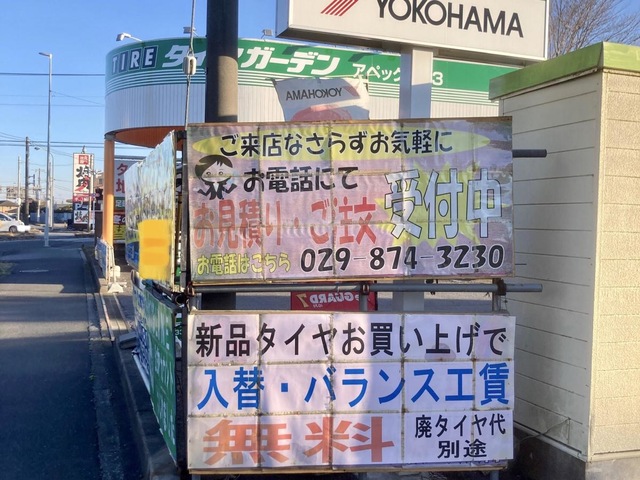 YOKOHAMA
TIRE タイヤガーデン
アペックス
YOKOHAMA
ご来店なさらずお気軽に
お電話にて
お見積り・ご注文 受付中
お電話はこちら 029-874-3230
新品タイヤお買い上げで
入替・バランス工賃
無料 廃タイヤ代
別途